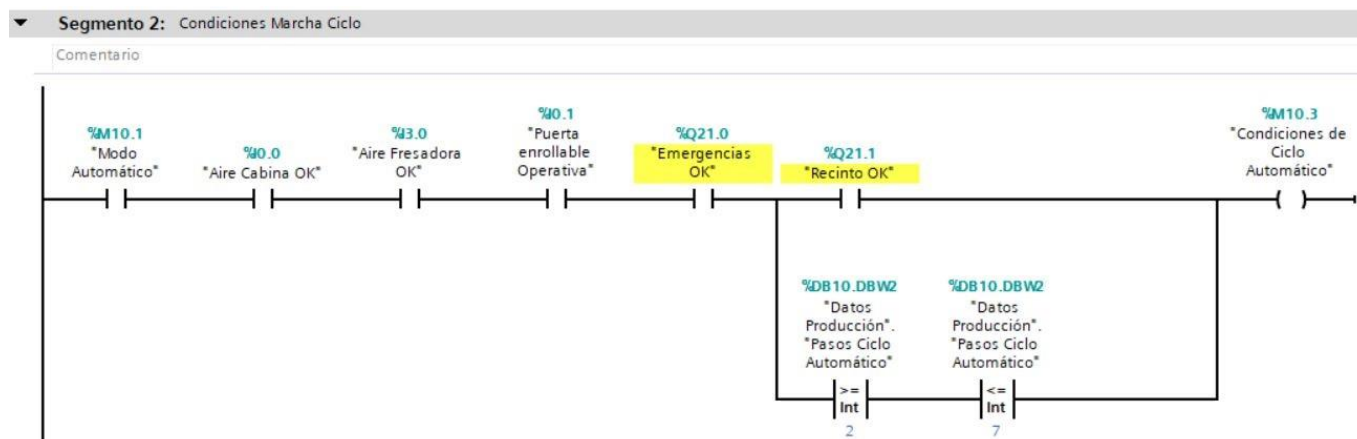 Segmento 2: Condiciones Marcha Ciclo
Comentario
%M10.1
"Modo
Automático"
%I0.0
"Aire Cabina OK"
%I3.0
"Aire Fresadora
OK"
%I0.1
"Puerta
enrollable
Operativa"
%Q21.0
"Emergencias
OK"
%Q21.1
"Recinto OK"
%M10.3
"Condiciones de
Ciclo
Automático"
%DB10.DBW2
"Datos
Producción".
"Pasos Ciclo
Automático"
>=
Int
2
%DB10.DBW2
"Datos
Producción".
"Pasos Ciclo
Automático"
<=
Int
7